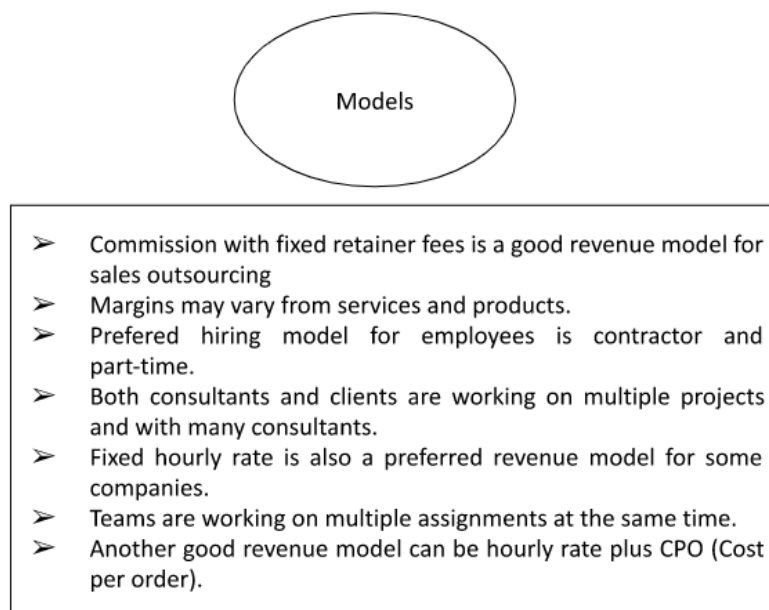 Models
➢ Commission with fixed retainer fees is a good revenue model for
sales outsourcing
➢ Margins may vary from services and products.
➢ Prefered hiring model for employees is contractor and
part-time.
➢ Both consultants and clients are working on multiple projects
and with many consultants.
➢ Fixed hourly rate is also a preferred revenue model for some
companies.
➢ Teams are working on multiple assignments at the same time.
➢ Another good revenue model can be hourly rate plus CPO (Cost
per order).